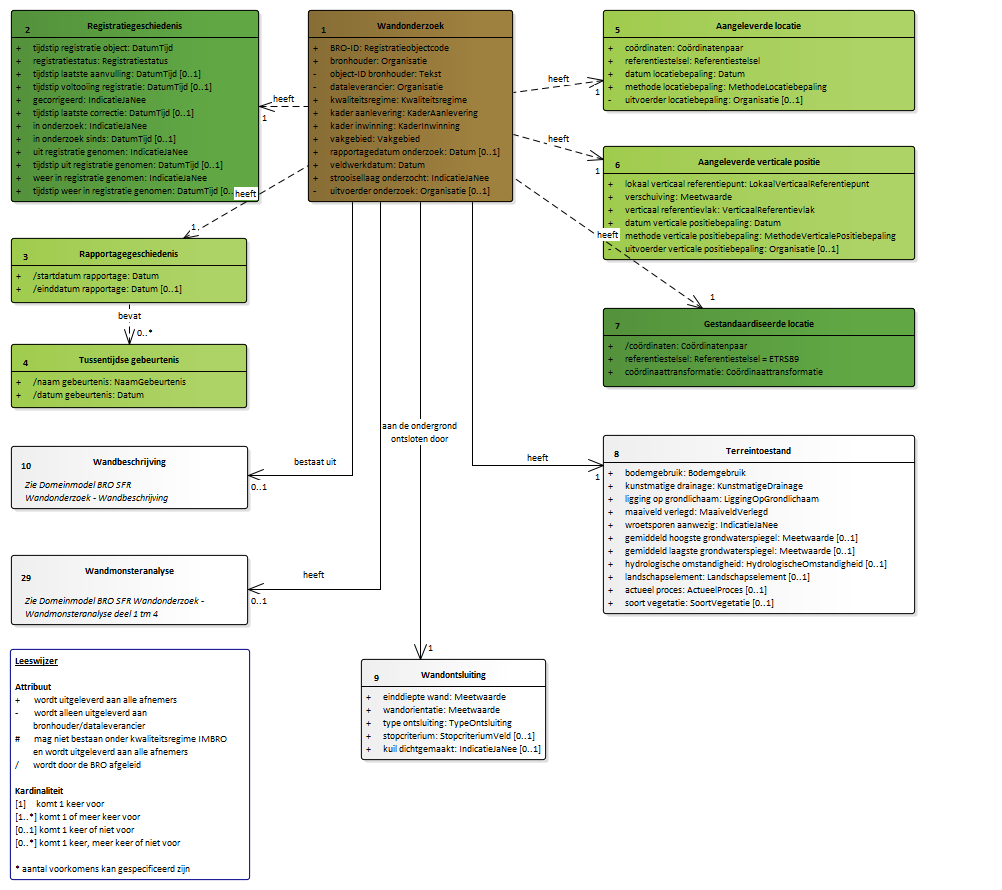 2 Registratiegeschiedenis
+ tijdstip registratie object: DatumTijd
+ registratiestatus: Registratiestatus
+ tijdstip laatste aanvulling: DatumTijd [0..1]
+ tijdstip voltooiing registratie: DatumTijd [0..1]
+ gecorrigeerd: IndicatieJaNee
+ tijdstip laatste correctie: DatumTijd [0..1]
+ in onderzoek: IndicatieJaNee
+ in onderzoek sinds: DatumTijd [0..1]
+ uit registratie genomen: IndicatieJaNee
+ tijdstip uit registratie genomen: DatumTijd [0..1]
+ weer in registratie genomen: IndicatieJaNee
+ tijdstip weer in registratie genomen: DatumTijd [0..
1 Wandonderzoek
+ BRO-ID: Registratieobjectcode
+ bronhouder: Organisatie
- object-ID bronhouder: Tekst
- dataleverancier: Organisatie
+ kwaliteitsregime: Kwaliteitsregime
+ kader aanlevering: KaderAanlevering
+ kader inwinning: KaderInwinning
+ vakgebied: Vakgebied
+ rapportagedatum onderzoek: Datum [0..1]
+ veldwerkdatum: Datum
+ strooisellaag onderzocht: IndicatieJaNee
- uitvoerder onderzoek: Organisatie [0..1]
5 Aangeleverde locatie
+ coördinaten: Coördinatenpaar
+ referentiestelsel: Referentiestelsel
+ datum locatiebepaling: Datum
+ methode locatiebepaling: MethodeLocatiebepaling
- uitvoerder locatiebepaling: Organisatie [0..1]
heeft
1
heeft
1
heeft
1
heeft
1.
heeft
1
6 Aangeleverde verticale positie
+ lokaal verticaal referentiepunt: LokaalVerticaalReferentiepunt
+ verschuiving: Meetwaarde
+ verticaal referentievlak: VerticaalReferentievlak
+ datum verticale positiebepaling: Datum
methode verticale positiebepaling: MethodeVerticalePositiebepaling
- uitvoerder verticale positiebepaling: Organisatie [0..1]
3 Rapportagegeschiedenis
+ /startdatum rapportage: Datum
+ /einddatum rapportage: Datum [0..1]
bevat
0..*
4 Tussentijdse gebeurtenis
+ /naam gebeurtenis: NaamGebeurtenis
+ /datum gebeurtenis: Datum
7 Gestandaardiseerde locatie
+ /coördinaten: Coördinatenpaar
+ referentiestelsel: Referentiestelsel = ETRS89
+ coördinaattransformatie: Coördinaattransformatie
10 Wandbeschrijving
Zie Domeinmodel BRO SFR
Wandonderzoek - Wandbeschrijving
bestaat uit
0..1
aan de ondergrond
ontsloten door
1
heeft
1
8 Terreintoestand
+ bodemgebruik: Bodemgebruik
+ kunstmatige drainage: KunstmatigeDrainage
+ ligging op grondlichaam: LiggingOpGrondlichaam
+ maaiveld verlegd: MaaiveldVerlegd
+ wroetsporen aanwezig: IndicatieJaNee
+ gemiddeld hoogste grondwaterspiegel: Meetwaarde [0..1]
+ gemiddeld laagste grondwaterspiegel: Meetwaarde [0..1]
+ hydrologische omstandigheid: HydrologischeOmstandigheid [0..1]
+ landschapselement: Landschapselement [0..1]
+ actueel proces: ActueelProces [0..1]
+ soort vegetatie: SoortVegetatie [0..1]
29 Wandmonsteranalyse
Zie Domeinmodel BRO SFR Wandonderzoek -
Wandmonsteranalyse deel 1 tm 4
heeft
0..1
9 Wandontsluiting
+ einddiepte wand: Meetwaarde
+ wandorientatie: Meetwaarde
+ type ontsluiting: TypeOntsluiting
+ stopcriterium: StopcriteriumVeld [0..1]
+ kuil dichtgemaakt: IndicatieJaNee [0..1]
Leeswijzer
Attribuut
+ wordt uitgeleverd aan alle afnemers
- wordt alleen uitgeleverd aan
bronhouder/dataleverancier
# mag niet bestaan onder kwaliteitsregime IMBRO
en wordt uitgeleverd aan alle afnemers
/ wordt door de BRO afgeleid
Kardinaliteit
[1] komt 1 keer voor
[1..*] komt 1 of meer keer voor
[0..1] komt 1 keer of niet voor
[0..*] komt 1 keer, meer keer of niet voor
* aantal voorkomens kan gespecificeerd zijn